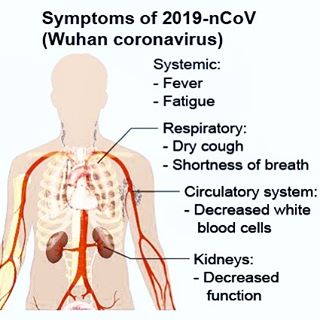 Symptoms of 2019-nCoV
(Wuhan coronavirus)
Systemic:
- Fever
- Fatigue
Respiratory:
- Dry cough
- Shortness of breath
Circulatory system:
- Decreased white
blood cells
Kidneys:
- Decreased
function